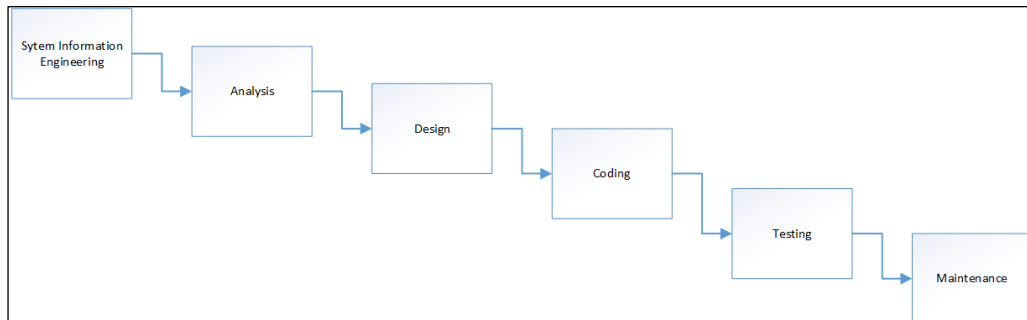 Sytem Information
Engineering
Analysis
Design
Coding
Testing
Maintenance